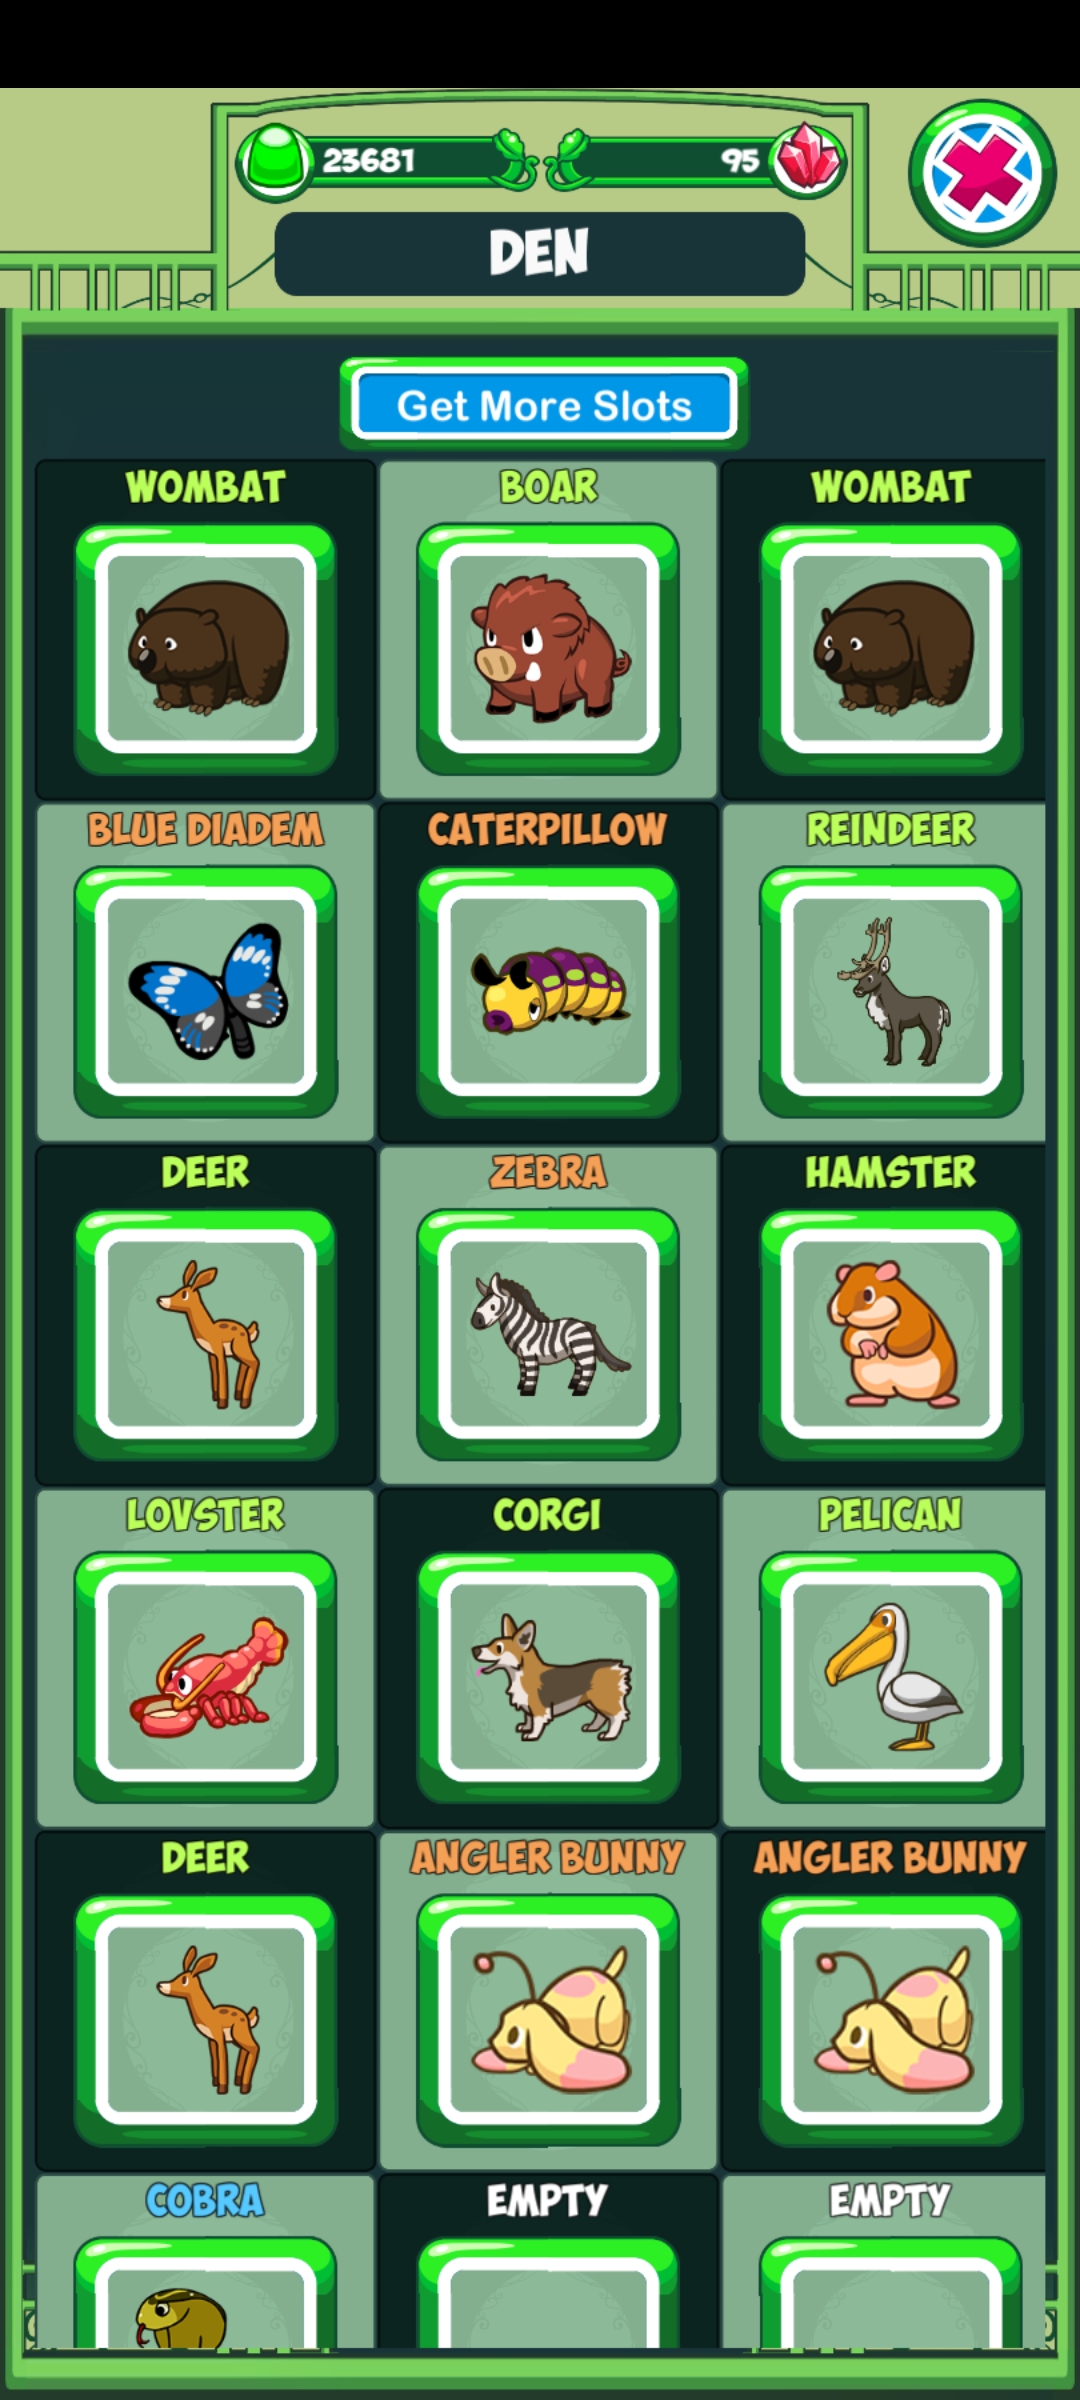 23681
95
DEN
Get More Slots
WOMBAT
BOAR
WOMBAT
BLUE DIADEM
CATERPILLOW
REINDEER
DEER
ZEBRA
HAMSTER
LOVSTER
CORGI
PELICAN
DEER
ANGLER BUNNY
ANGLER BUNNY
COBRA
EMPTY
EMPTY